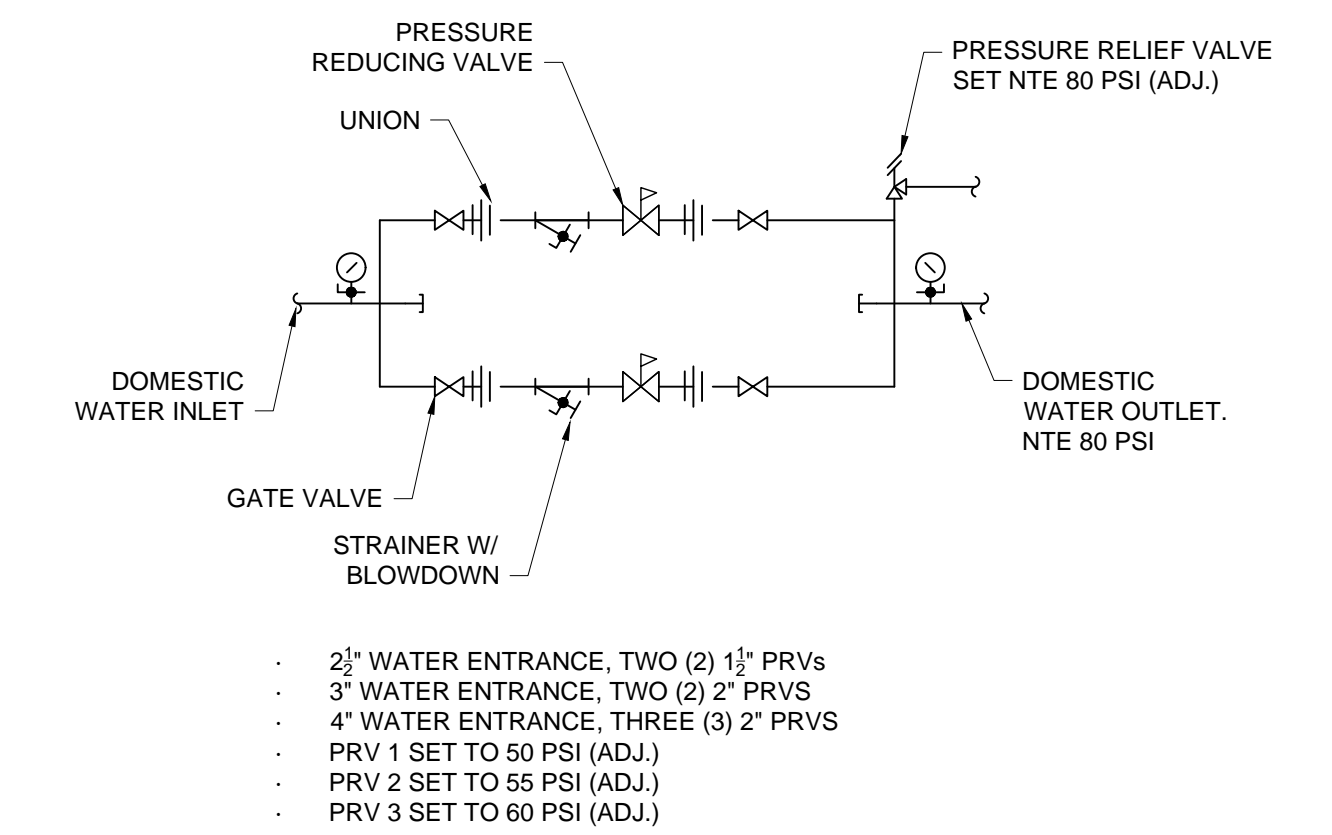 PRESSURE
REDUCING VALVE
PRESSURE RELIEF VALVE
SET NTE 80 PSI (ADJ.)
UNION
DOMESTIC
WATER INLET
DOMESTIC
WATER OUTLET.
NTE 80 PSI
GATE VALVE
STRAINER W/
BLOWDOWN
· 2½" WATER ENTRANCE, TWO (2) 1½" PRVs
· 3" WATER ENTRANCE, TWO (2) 2" PRVS
· 4" WATER ENTRANCE, THREE (3) 2" PRVS
· PRV 1 SET TO 50 PSI (ADJ.)
· PRV 2 SET TO 55 PSI (ADJ.)
· PRV 3 SET TO 60 PSI (ADJ.)